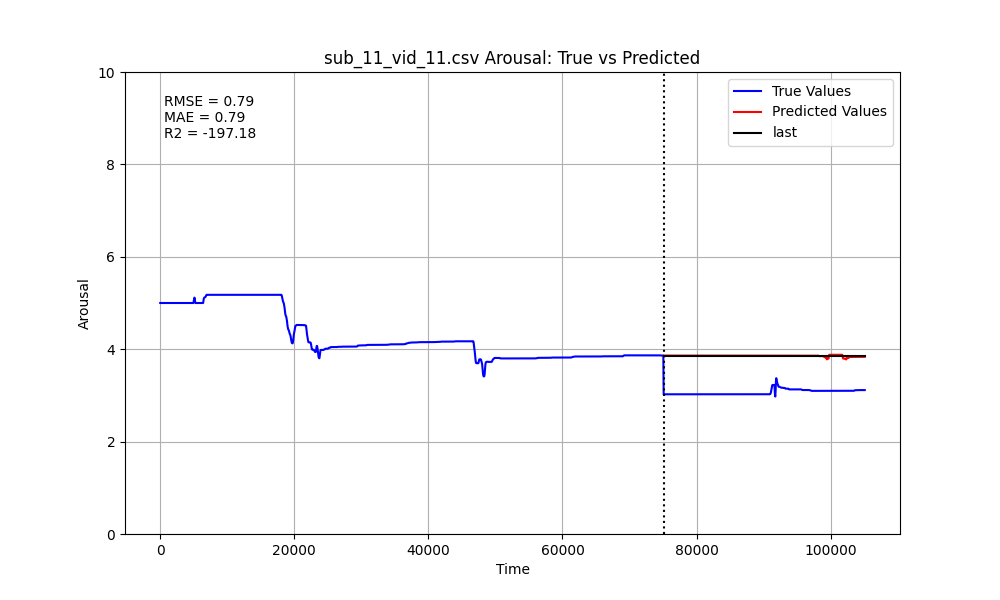 sub_11_vid_11.csv Arousal: True vs Predicted
RMSE = 0.79
MAE = 0.79
R2 = -197.18
True Values
Predicted Values
last
10
8
6
4
2
0
Arousal
0
20000
40000
60000
80000
100000
Time